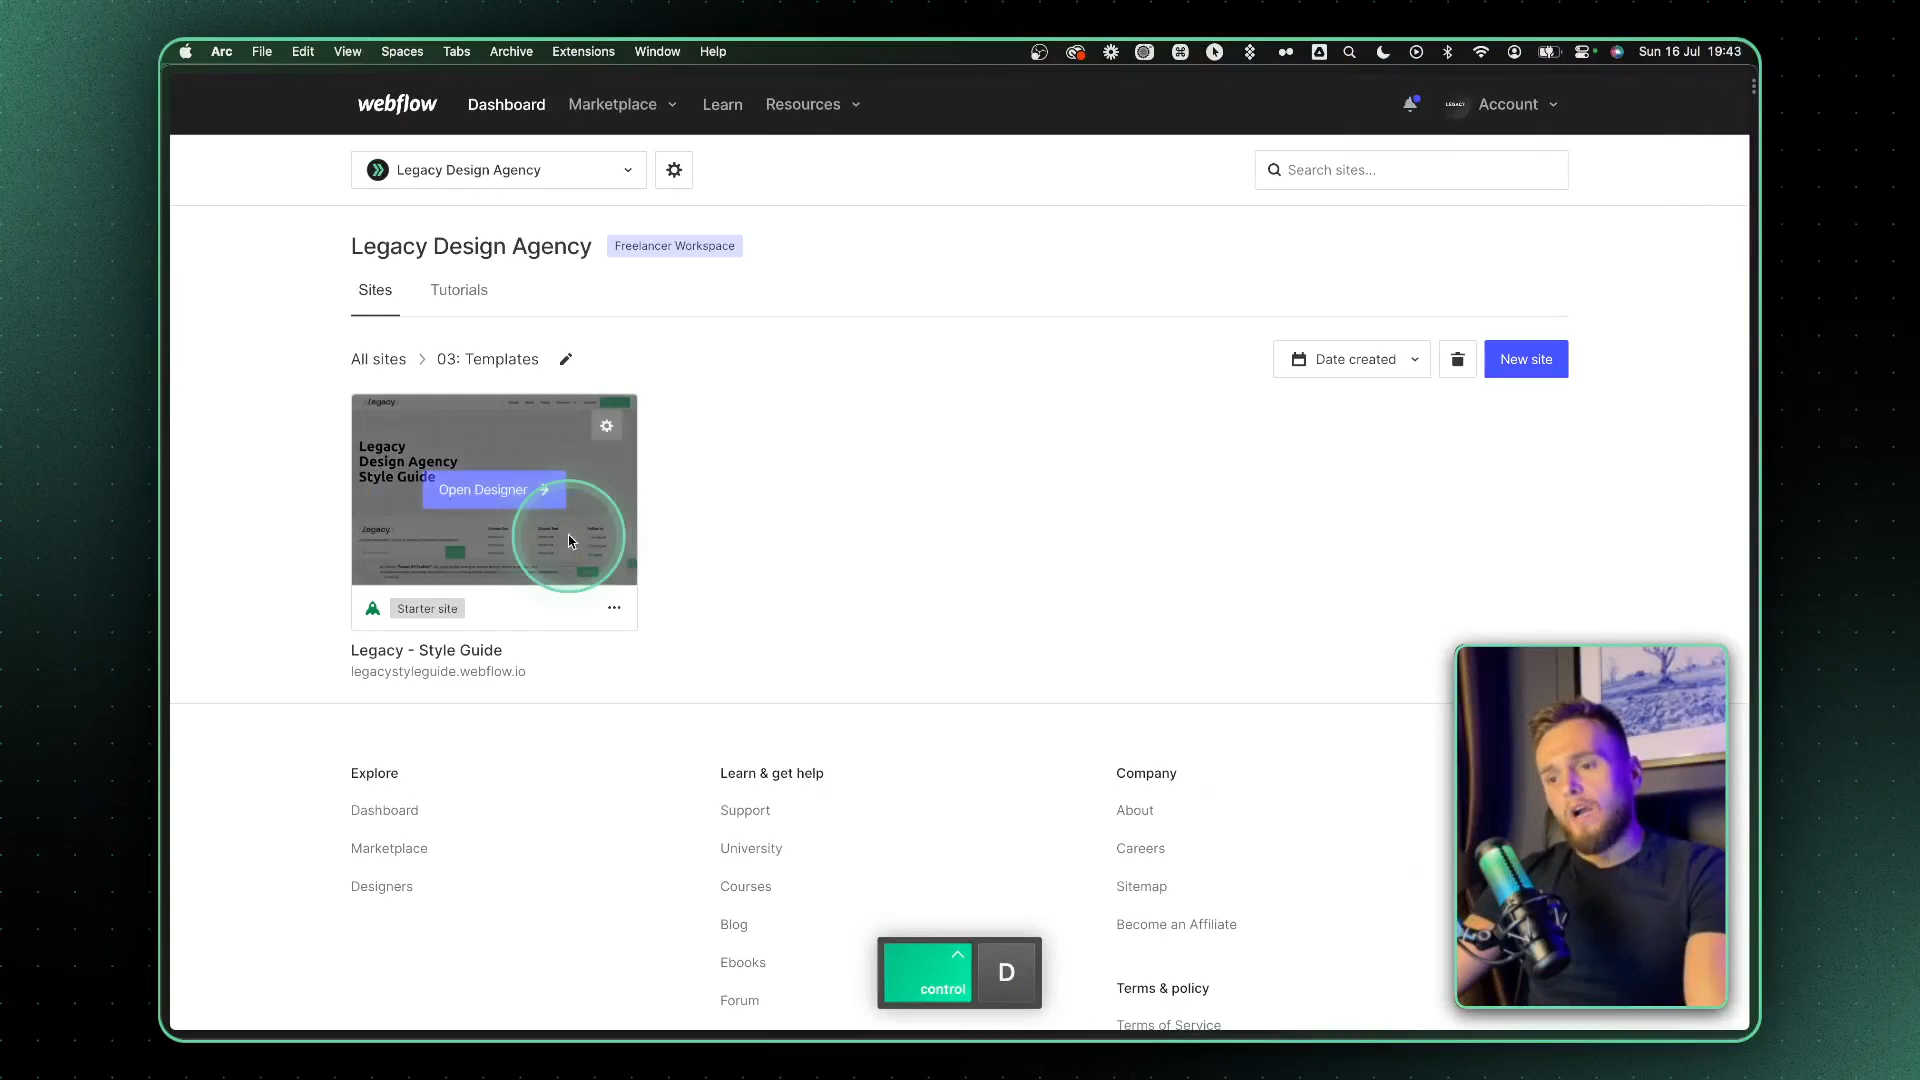 Arc File Edit View Spaces Tabs Archive Extensions Window Help Sun 16 Jul 19:43
webflow Dashboard Marketplace Learn Resources LEGACY Account
Legacy Design Agency Search sites...
Legacy Design Agency Freelancer Workspace
Sites Tutorials
All sites > 03: Templates Date created New site
Legacy
Legacy
Design Agency
Style Guide
Open Designer
Legacy
Starter site
Legacy - Style Guide
legacystyleguide.webflow.io
Explore Learn & get help Company
Dashboard Support About
Marketplace University Careers
Designers Courses Sitemap
Blog Become an Affiliate
Ebooks
Forum Terms & policy
Terms of Service
control D